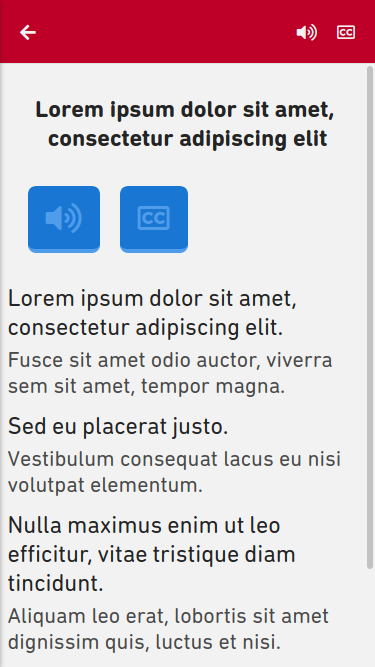 CC
Lorem ipsum dolor sit amet,
consectetur adipiscing elit
CC
Lorem ipsum dolor sit amet,
consectetur adipiscing elit.
Fusce sit amet odio auctor, viverra
sem sit amet, tempor magna.
Sed eu placerat justo.
Vestibulum consequat lacus eu nisi
volutpat elementum.
Nulla maximus enim ut leo
efficitur, vitae tristique diam
tincidunt.
Aliquam leo erat, lobortis sit amet
dignissim quis, luctus et nisi.